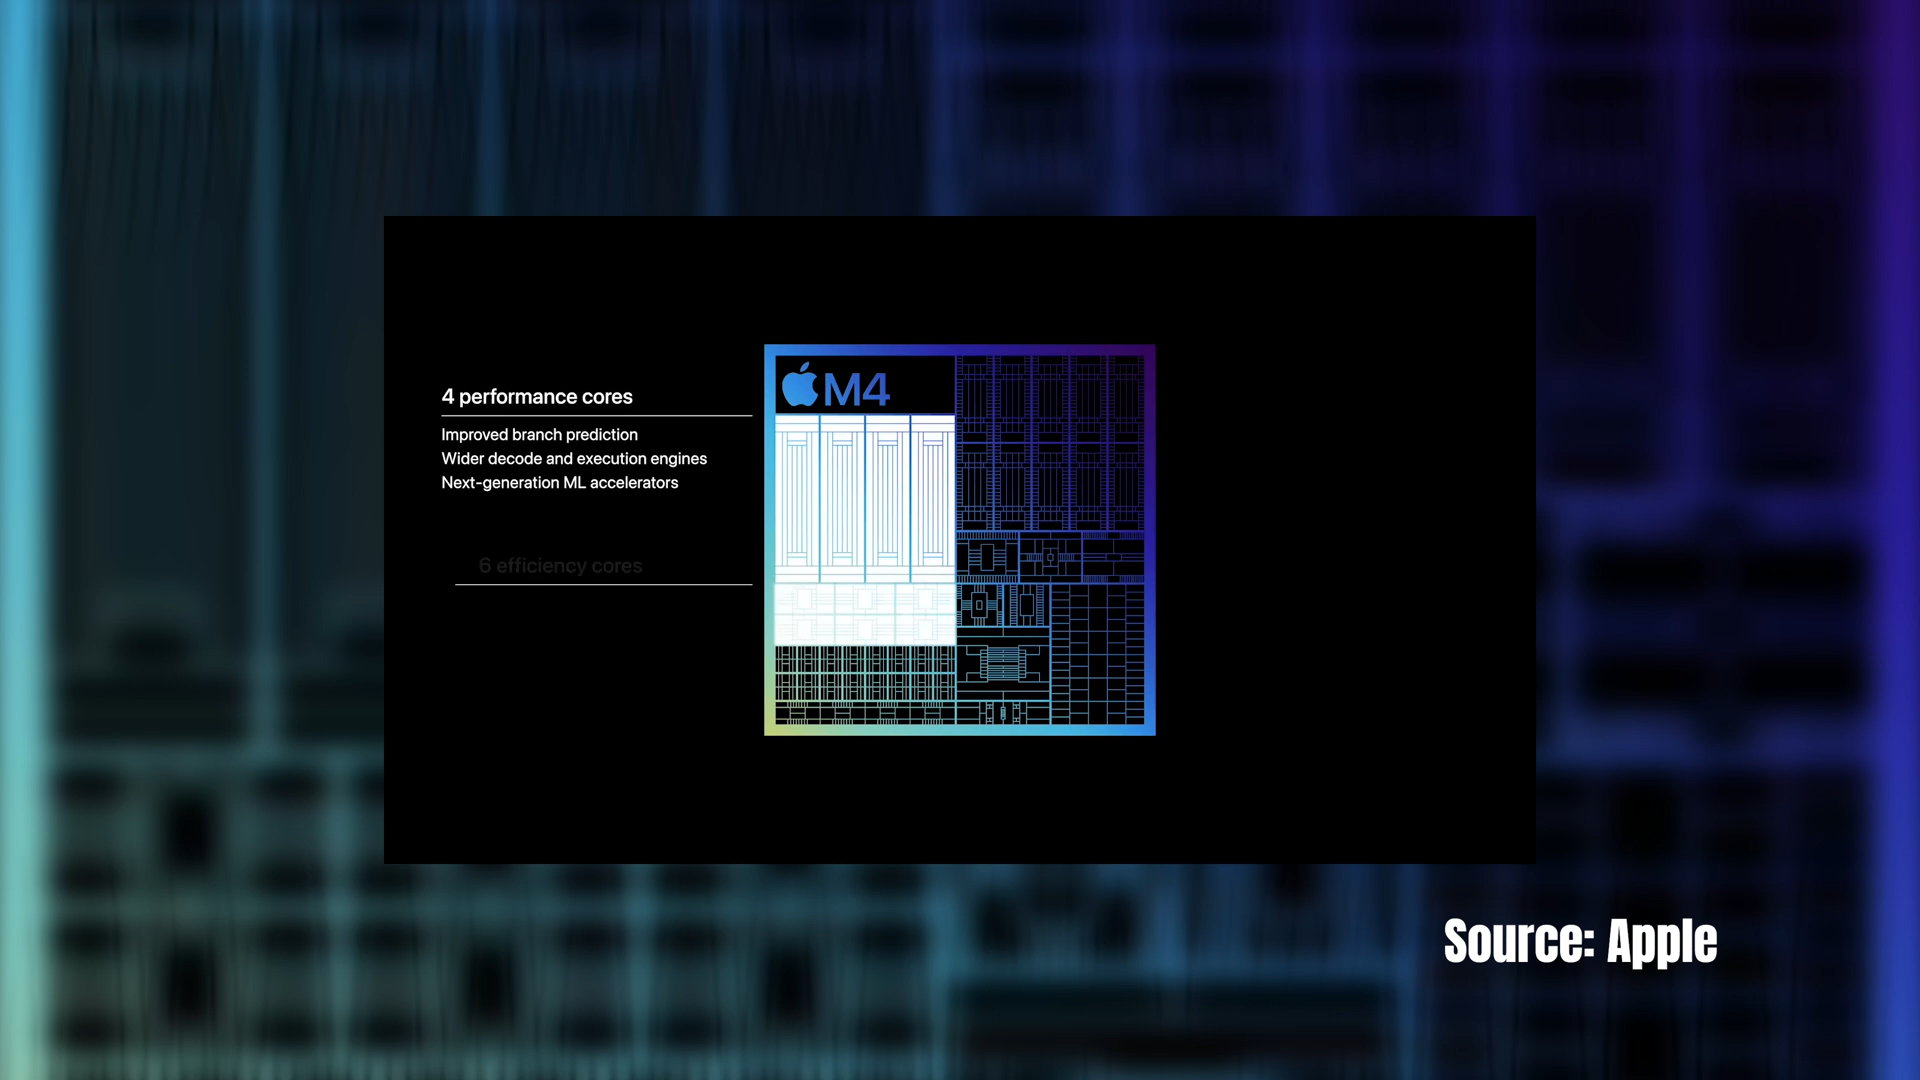 4 performance cores
Improved branch prediction
Wider decode and execution engines
Next-generation ML accelerators
6 efficiency cores
M4
Source: Apple